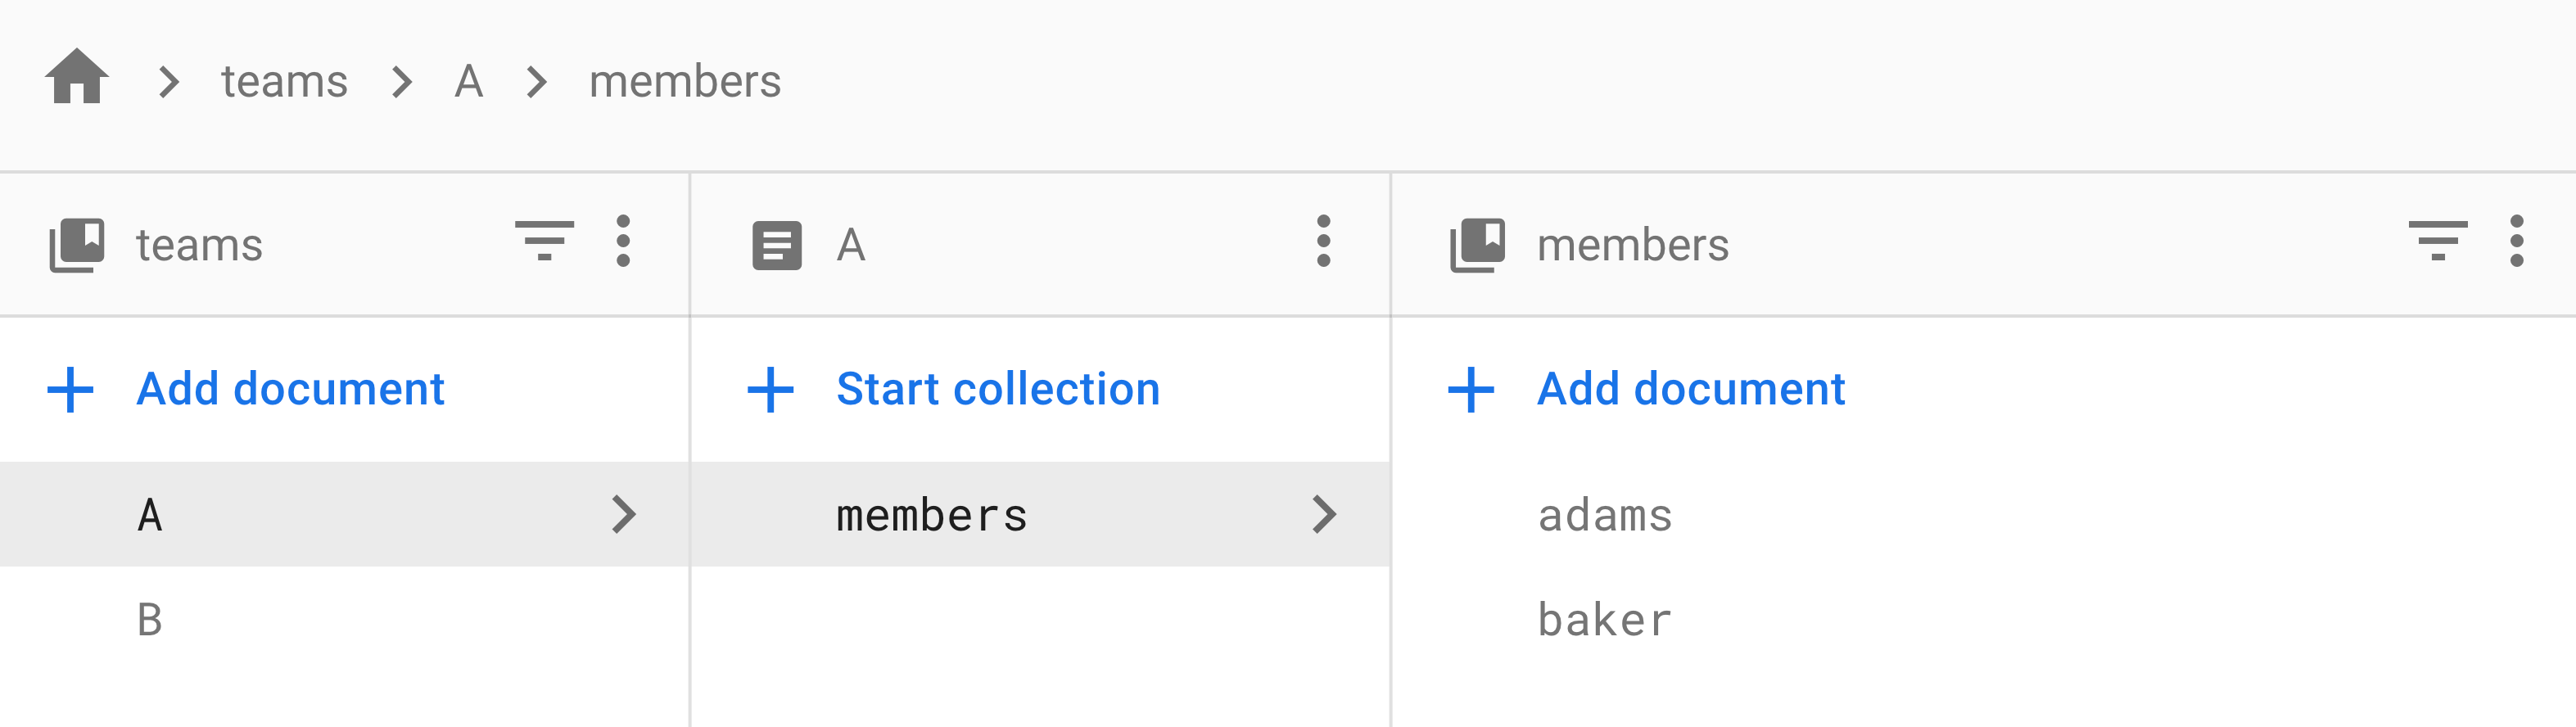 teams > A > members
teams
A
members
Add document
Start collection
Add document
A
members
adams
B
baker